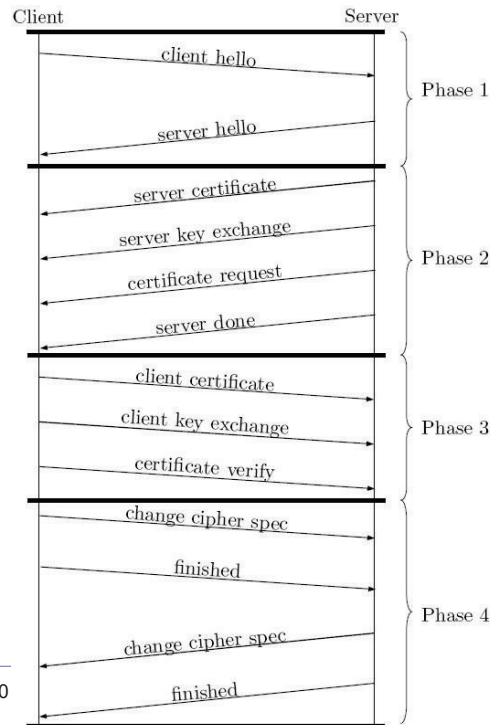 Client Server
client hello
Phase 1
server hello
server certificate
server key exchange
Phase 2
certificate request
server done
client certificate
client key exchange
Phase 3
certificate verify
change cipher spec
finished
Phase 4
change cipher spec
finished
0